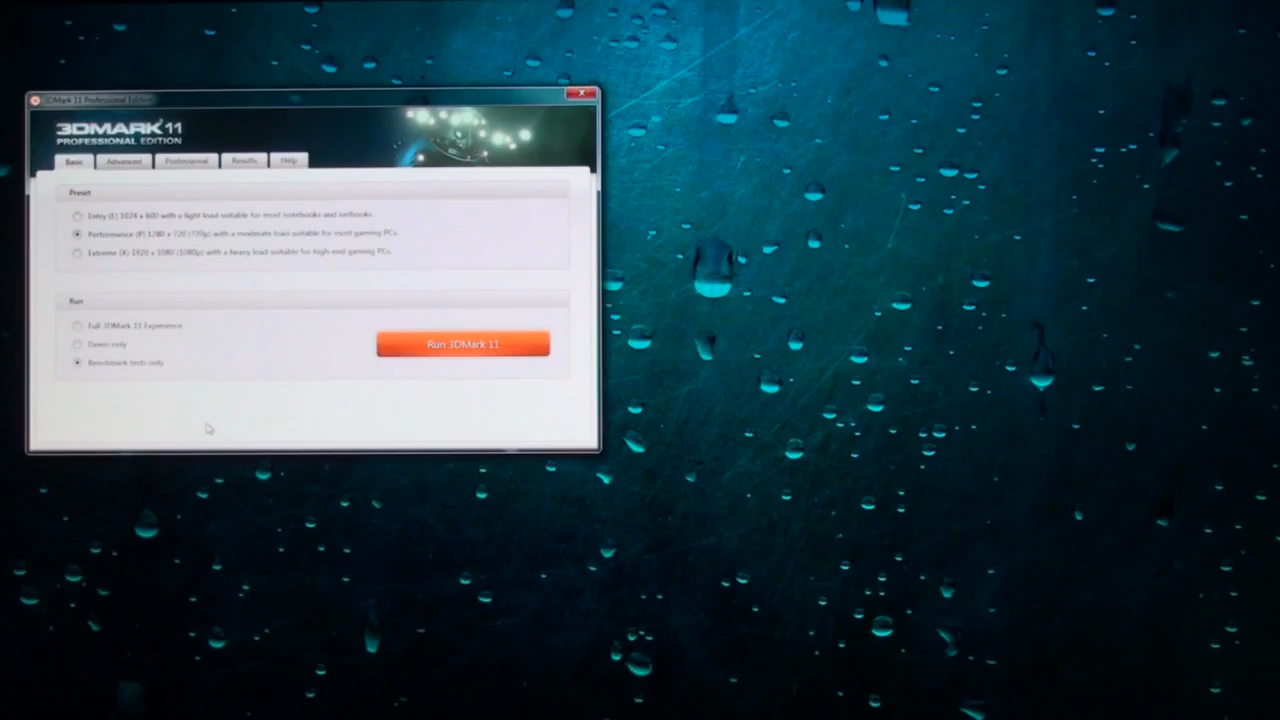 3DMark 11 Professional Edition
3DMARK 11
PROFESSIONAL EDITION
Basic
Advanced
Professional
Results
Help
Preset
Entry (E) 1024 x 600 with a light load suitable for most notebooks and netbooks.
Performance (P) 1280 x 720 (720p) with a moderate load suitable for most gaming PCs.
Extreme (X) 1920 x 1080 (1080p) with a heavy load suitable for high-end gaming PCs.
Run
Full 3DMark 11 Experience
Demo only
Benchmark tests only
Run 3DMark 11